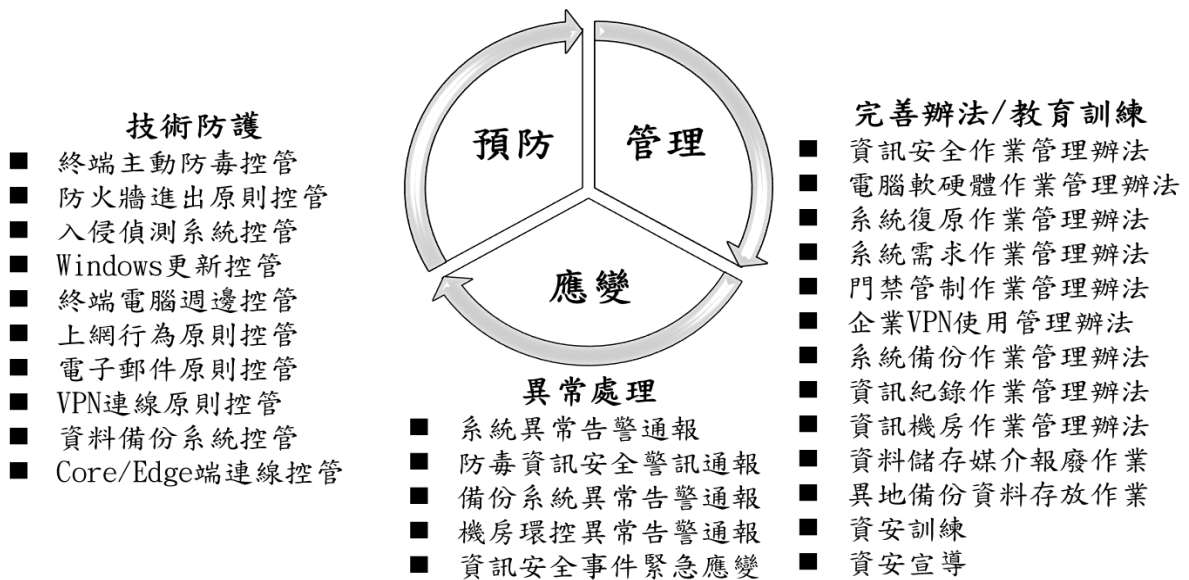 預防
管理
應變
技術防護
■ 終端主動防毒控管
■ 防火牆進出原則控管
■ 入侵偵測系統控管
■ Windows更新控管
■ 終端電腦週邊控管
■ 上網行為原則控管
■ 電子郵件原則控管
■ VPN連線原則控管
■ 資料備份系統控管
■ Core/Edge端連線控管
異常處理
■ 系統異常告警通報
■ 防毒資訊安全警訊通報
■ 備份系統異常告警通報
■ 機房環控異常告警通報
■ 資訊安全事件緊急應變
完善辦法/教育訓練
■ 資訊安全作業管理辦法
■ 電腦軟硬體作業管理辦法
■ 系統復原作業管理辦法
■ 系統需求作業管理辦法
■ 門禁管制作業管理辦法
■ 企業VPN使用管理辦法
■ 系統備份作業管理辦法
■ 資訊紀錄作業管理辦法
■ 資訊機房作業管理辦法
■ 資料儲存媒介報廢作業
■ 異地備份資料存放作業
■ 資安訓練
■ 資安宣導